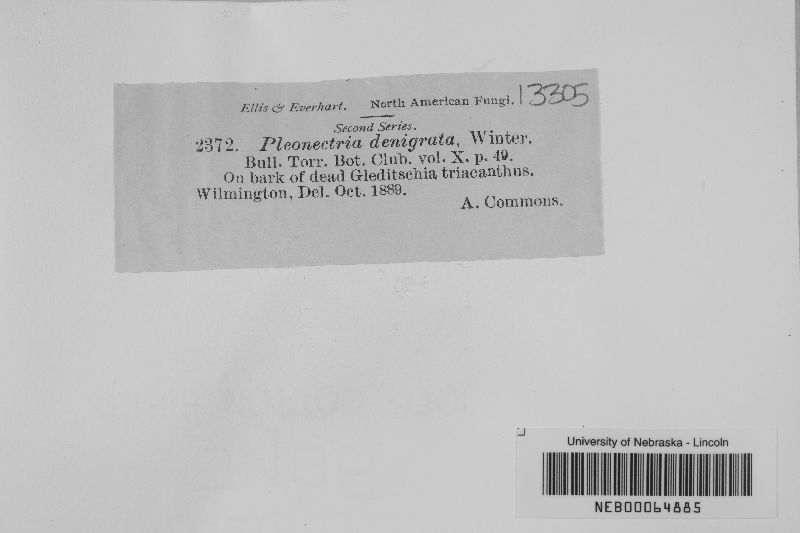 Ellis & Everhart. North American Fungi. 13305
Second Series.
2372. Pleonectria denigrata, Winter.
Bull. Torr. Bot. Club. vol. X. p. 49.
On bark of dead Gleditschia triacanthus.
Wilmington, Del. Oct. 1889.
A. Commons.
University of Nebraska - Lincoln
NEB00064885